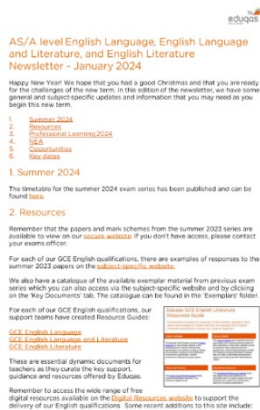 eduqas
AS/A level English Language, English Language
and Literature, and English Literature
Newsletter - January 2024
Happy New Year! We hope that you had a good Christmas and that you are ready
for the challenges of the new term. In this edition of the newsletter, we have some
general and subject-specific updates and information that you may need as you
begin this new term.
1. Summer 2024
2. Resources
3. Professional Learning 2024
4. NEA
5. Opportunities
6. Key dates
1. Summer 2024
The timetable for the summer 2024 exam series has been published and can be
found here.
2. Resources
Remember that the papers and mark schemes from the summer 2023 series are
available to view on our secure website. If you don't have access, please contact
your exams officer.
For each of our GCE English qualifications, there are examples of responses to the
summer 2023 papers on the subject-specific website.
We also have a catalogue of the available exemplar material from previous exam
series which you can also access via the subject-specific website and by clicking
on the 'Key Documents' tab. The catalogue can be found in the 'Exemplars' folder.
For each of our GCE English qualifications, our
support teams have created Resource Guides:
GCE English Language
GCE English Language and Literature
GCE English Literature
These are essential dynamic documents for
teachers as they curate the key support,
guidance and resources offered by Eduqas.
Eduqas GCE English Literature
Resources Guide
Remember to access the wide range of free
digital resources available on the Digital Resources website to support the
delivery of our English qualifications. Some recent additions to this site include: